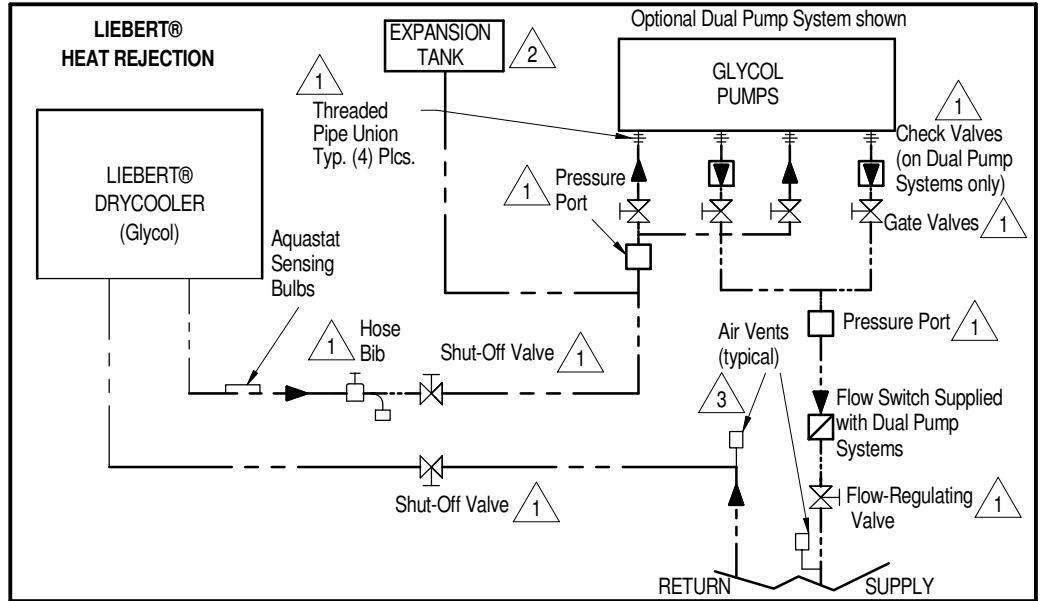 LIEBERT®
HEAT REJECTION
EXPANSION
TANK
2
Optional Dual Pump System shown
GLYCOL
PUMPS
1
Threaded
Pipe Union
Typ. (4) Plcs.
1
Check Valves
(on Dual Pump
Systems only)
LIEBERT®
DRYCOOLER
(Glycol)
1
Pressure
Port
Gate Valves
1
Aquastat
Sensing
Bulbs
1
Hose
Bib
Shut-Off Valve
1
Air Vents
(typical)
3
Pressure Port
1
Flow Switch Supplied
with Dual Pump
Systems
Shut-Off Valve
1
Flow-Regulating
Valve
1
RETURN
SUPPLY